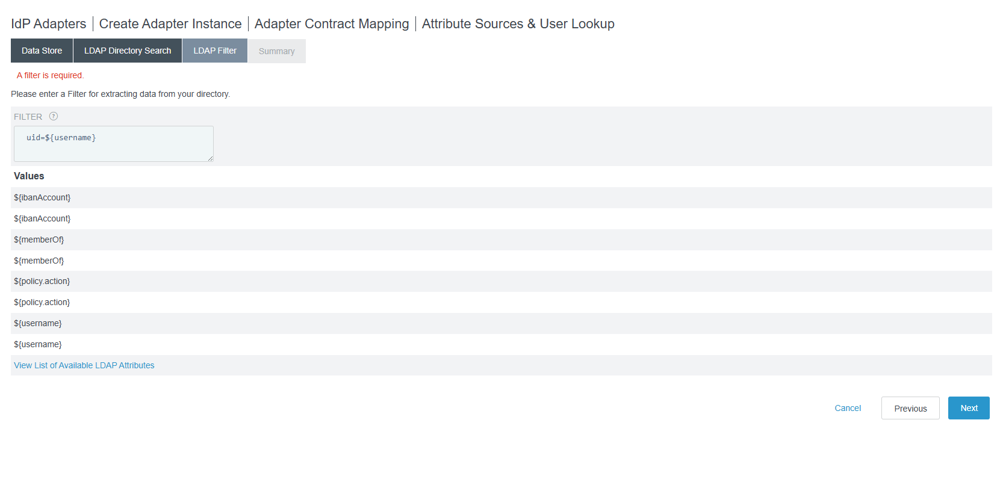 IdP Adapters | Create Adapter Instance | Adapter Contract Mapping | Attribute Sources & User Lookup
Data Store LDAP Directory Search LDAP Filter Summary
A filter is required.
Please enter a Filter for extracting data from your directory.
FILTER ?
uid=${username}
Values
${ibanAccount}
${ibanAccount}
${memberOf}
${memberOf}
${policy.action}
${policy.action}
${username}
${username}
View List of Available LDAP Attributes
Cancel Previous Next